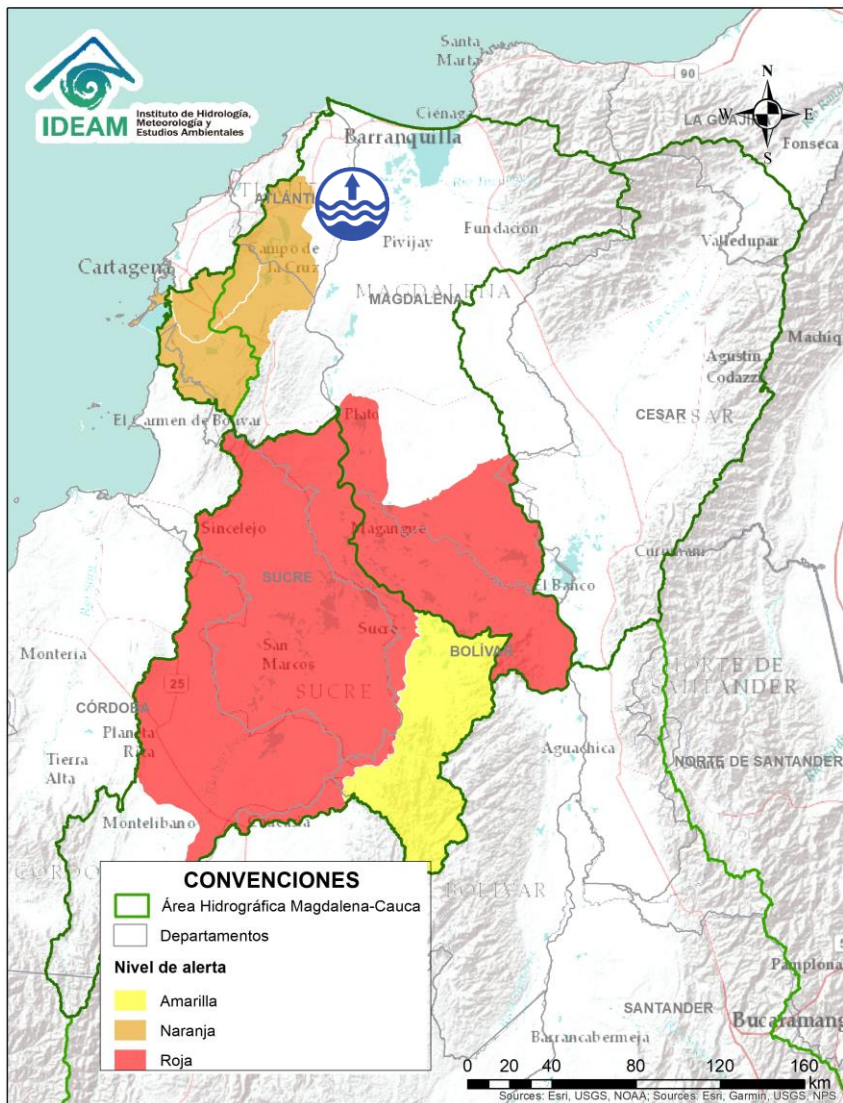 IDEAM
Instituto de Hidrología,
Meteorología y
Estudios Ambientales
Santa
Marta
90
N
W
E
S
LA GUAJIRA
Fonseca
Ciénaga
Barranquilla
Fundación
Valledupar
Pivijay
Campo de
la Cruz
Cartagena
MAGDALENA
MAGDALENA
Agustín
Codazzi
CESAR
CESAR
El Carmen de Bolívar
Plato
Sincelejo
Magangué
El Banco
SUCRE
Sucre
BOLÍVAR
San
Marcos
SUCRE
Montería
25
CÓRDOBA
Planeta
Rica
Tierra
Alta
NORTE DE
SANTANDER
Aguachica
NORTE DE SANTANDER
Montelíbano
BOLÍVAR
CONVENCIONES
Área Hidrográfica Magdalena-Cauca
Departamentos
Nivel de alerta
Amarilla
Naranja
Roja
Pamplona
SANTANDER
Barrancabermeja
0 20 40 80 120 160
km
Sources: Esri, USGS, NOAA; Sources: Esri, Garmin, USGS, NPS